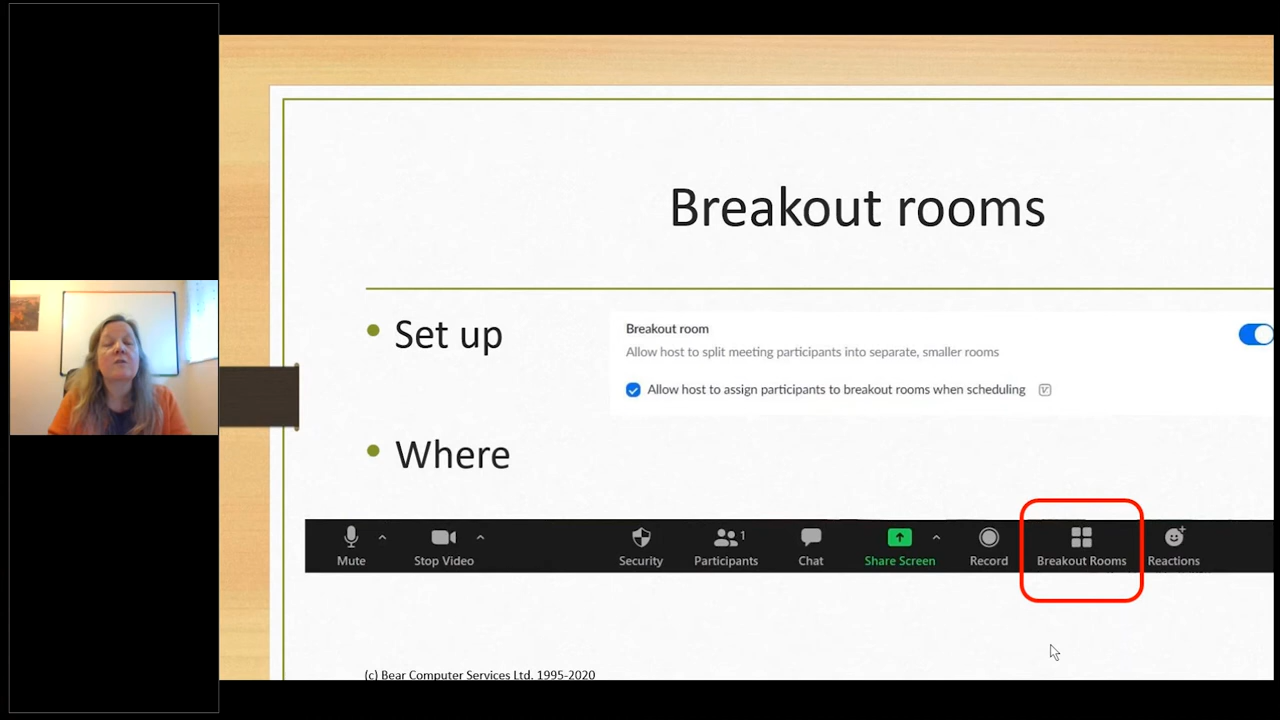 Breakout rooms
Set up
Breakout room
Allow host to split meeting participants into separate, smaller rooms
Allow host to assign participants to breakout rooms when scheduling
Where
1
Mute Stop Video Security Participants Chat Share Screen Record Breakout Rooms Reactions
(c) Bear Computer Services Ltd. 1995-2020